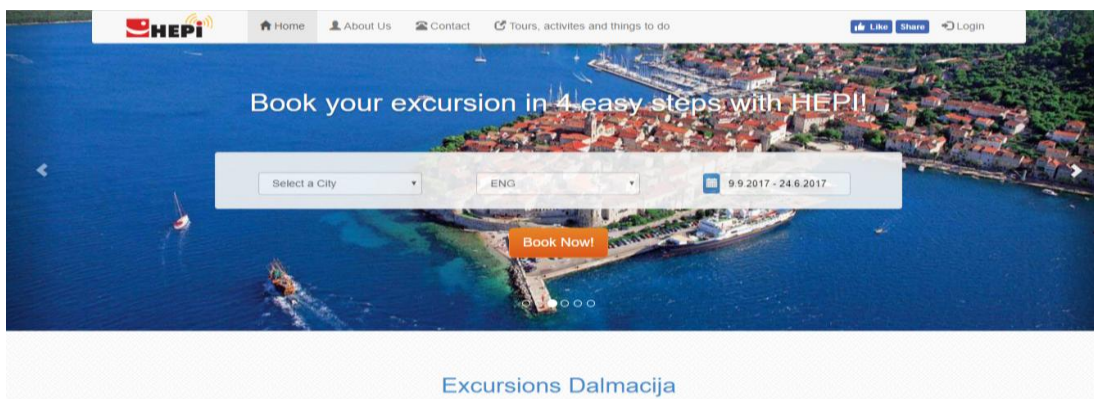 HEPi Home About Us Contact Tours, activites and things to do Like Share Login
Book your excursion in 4 easy steps with HEPI!
Select a City ENG 9.9.2017 - 24.6.2017
Book Now!
Excursions Dalmacija